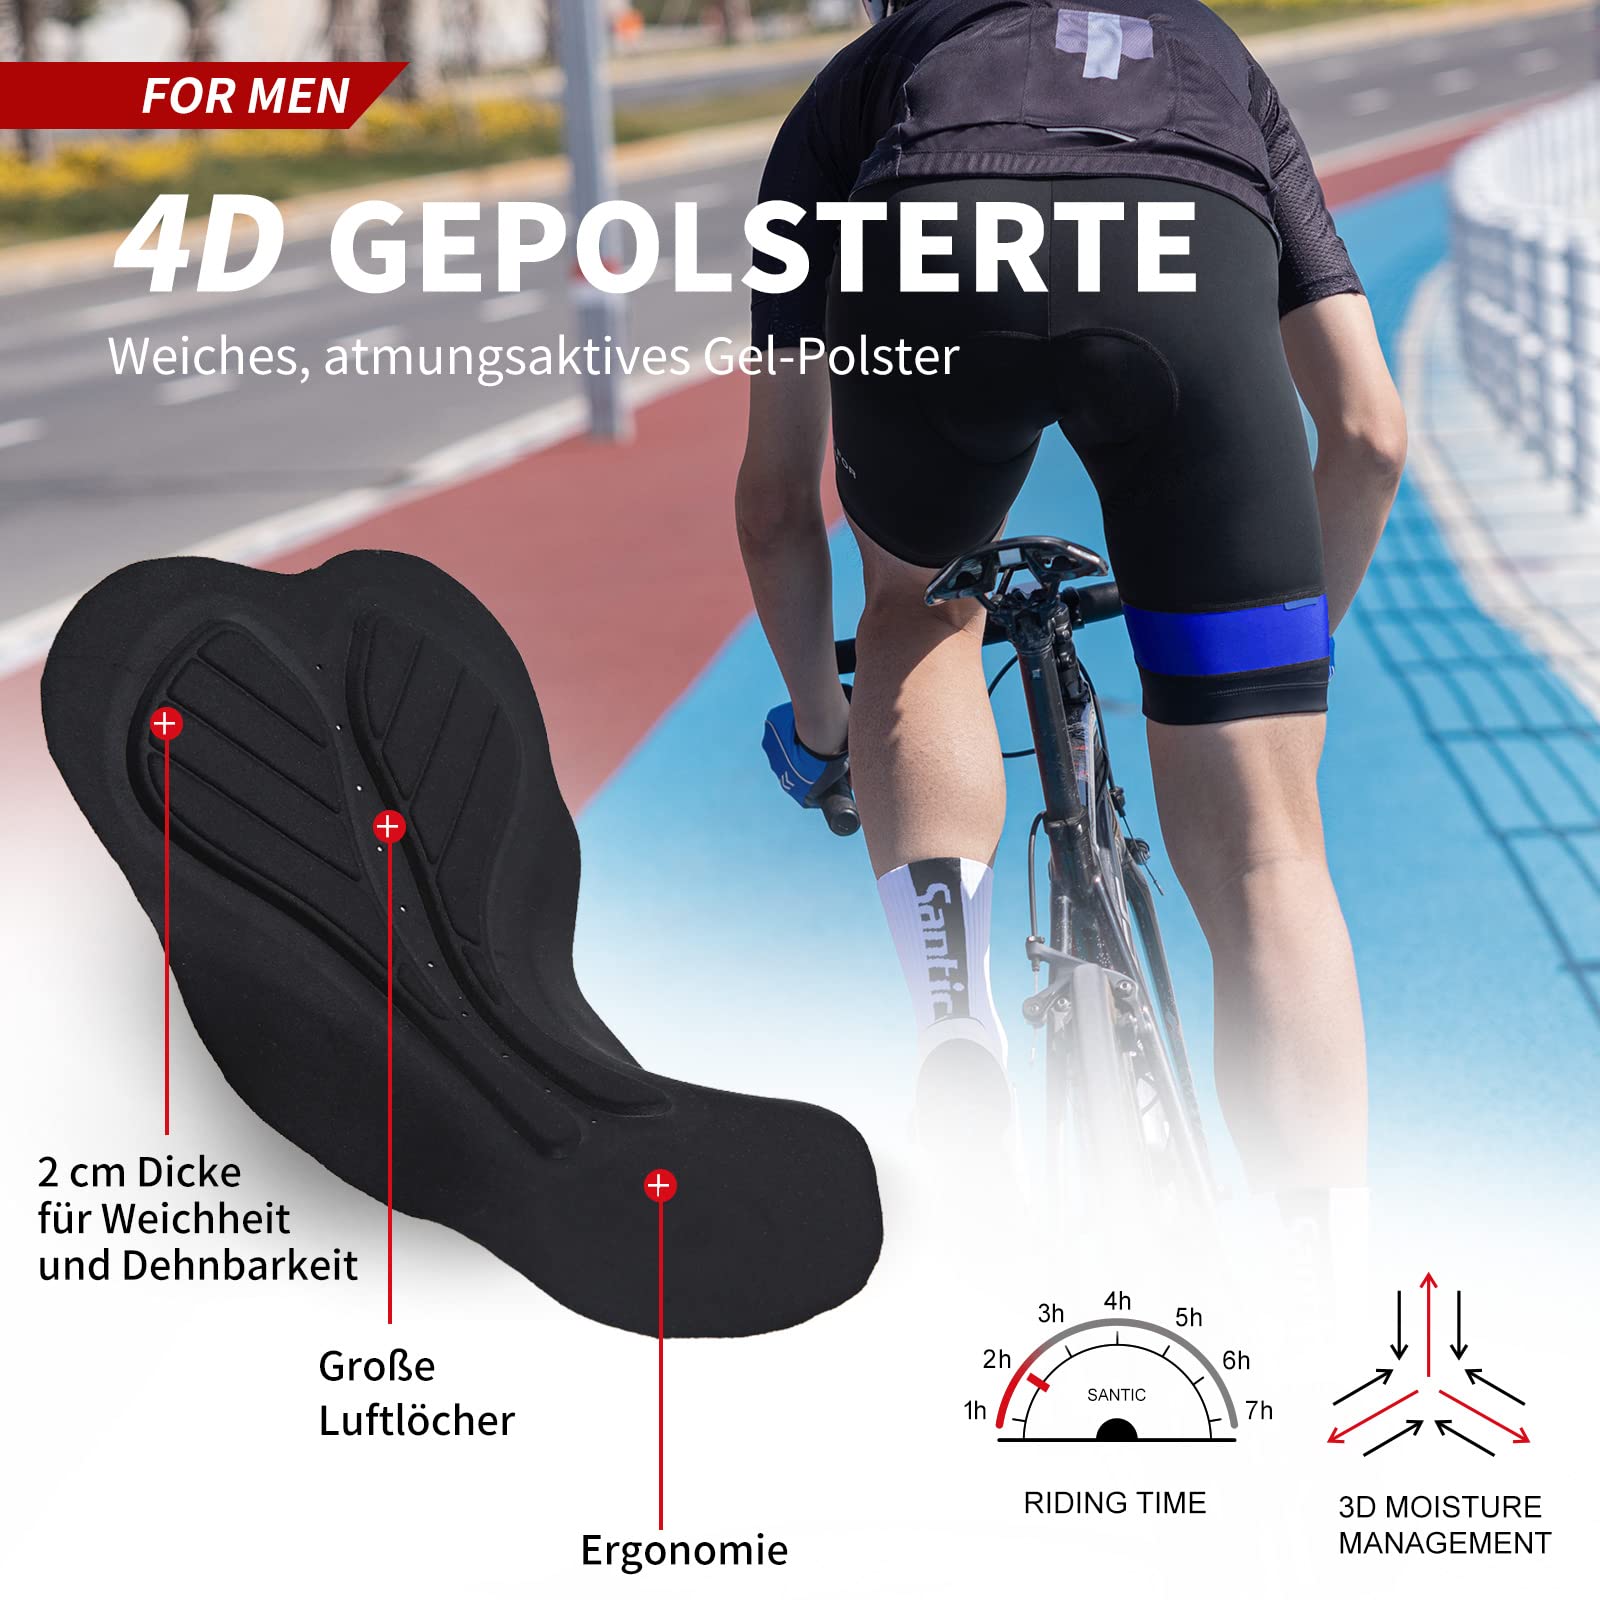 FOR MEN
4D GEPOLSTERTE
Weiches, atmungsaktives Gel-Polster
Santic
2 cm Dicke
für Weichheit
und Dehnbarkeit
Große
Luftlöcher
Ergonomie
1h
2h
3h
4h
5h
6h
7h
SANTIC
RIDING TIME
3D MOISTURE
MANAGEMENT